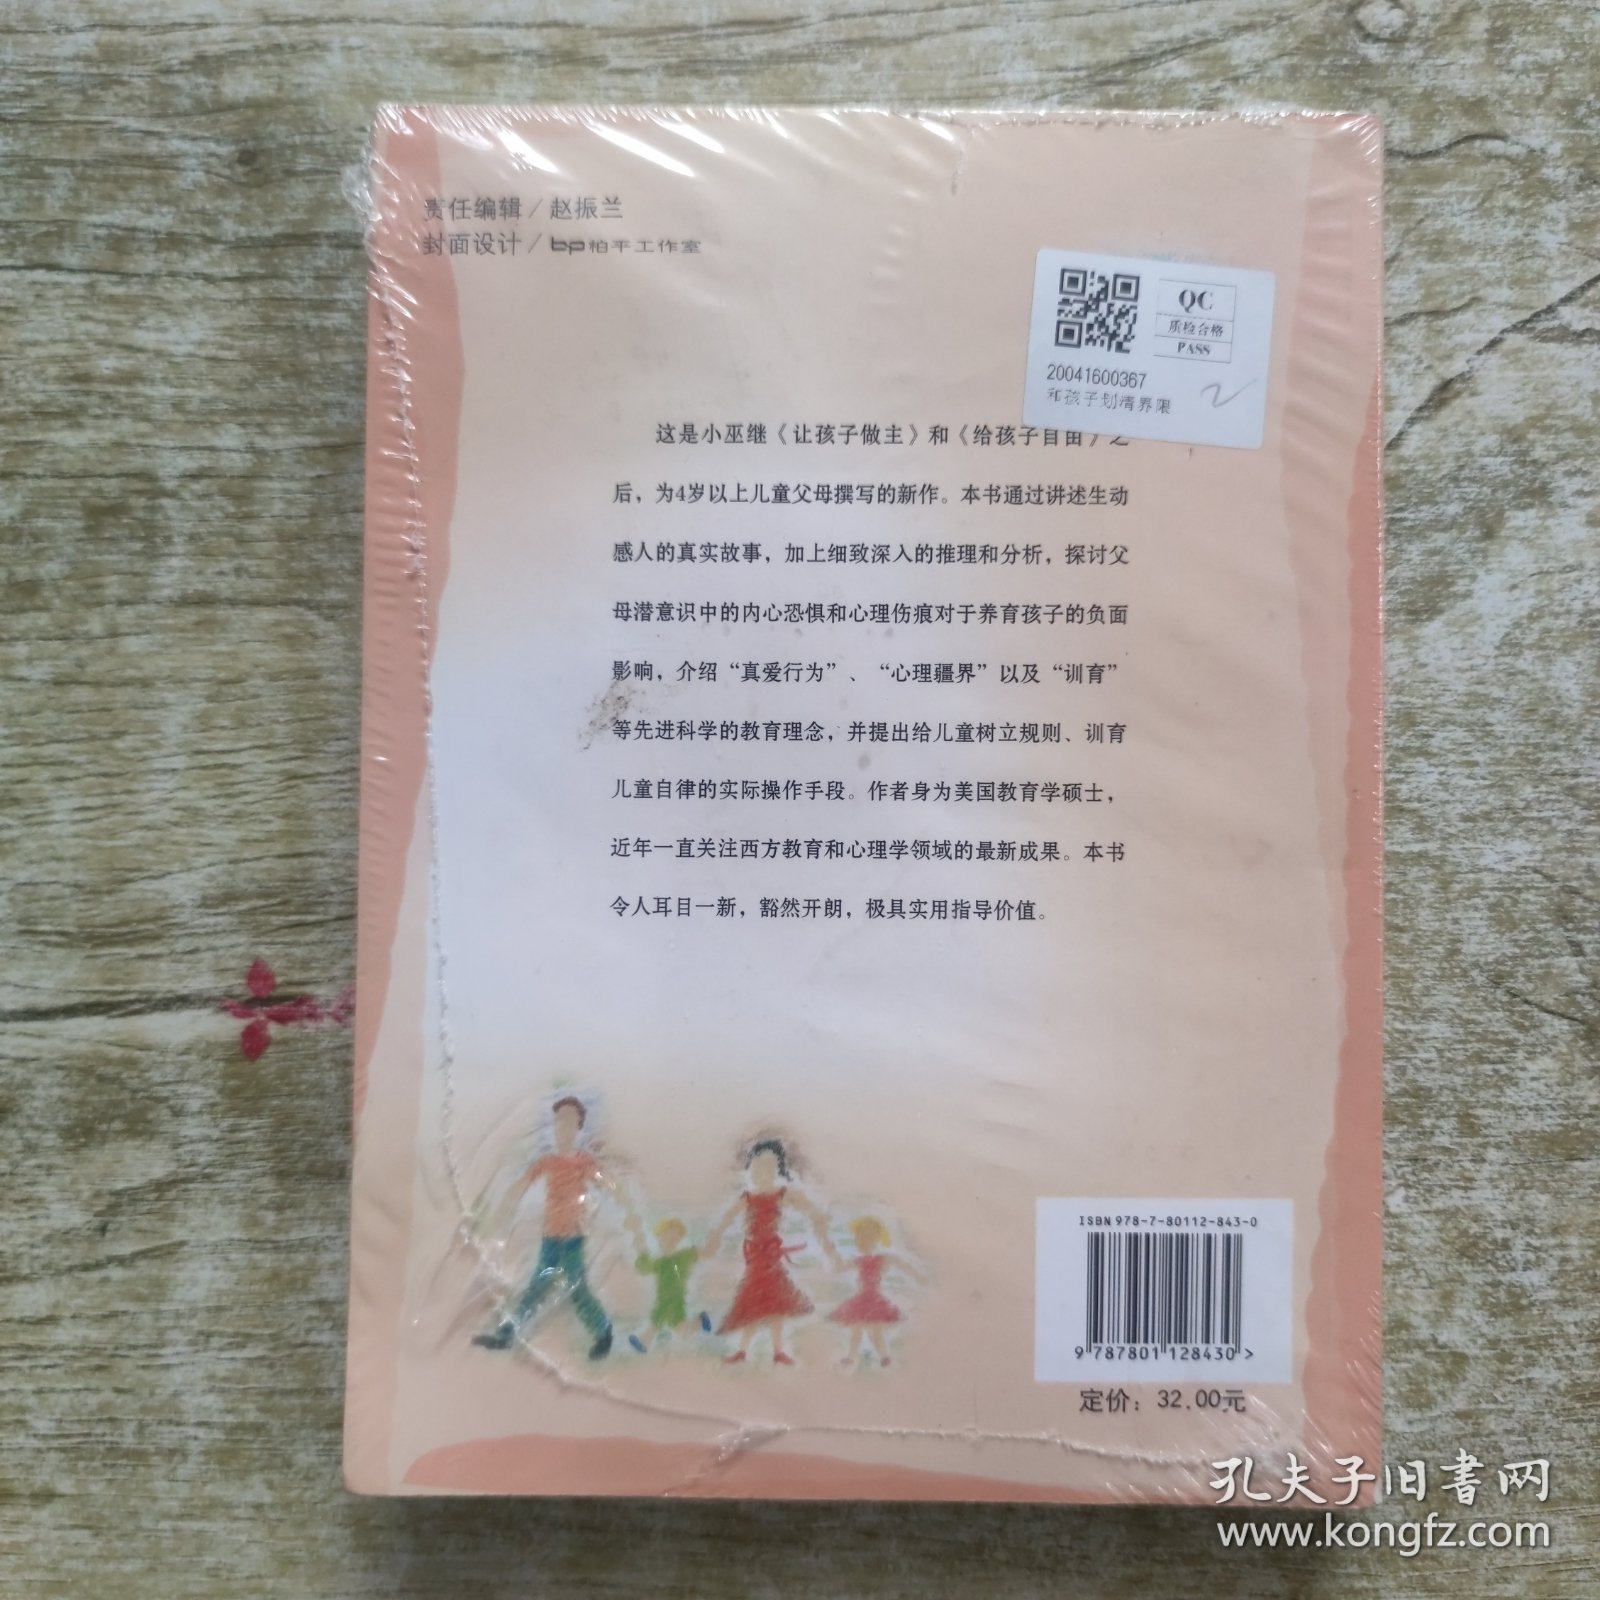 责任编辑／赵振兰
封面设计／bp柏平工作室
QC
质检合格
PASS
20041600367
和孩子划清界限
2
这是小巫继《让孩子做主》和《给孩子自由》之
后，为4岁以上儿童父母撰写的新作。本书通过讲述生动
感人的真实故事，加上细致深入的推理和分析，探讨父
母潜意识中的内心恐惧和心理伤痕对于养育孩子的负面
影响，介绍“真爱行为”、“心理疆界”以及“训育”
等先进科学的教育理念，并提出给儿童树立规则、训育
儿童自律的实际操作手段。作者身为美国教育学硕士，
近年一直关注西方教育和心理学领域的最新成果。本书
令人耳目一新，豁然开朗，极具实用指导价值。
ISBN 978-7-80112-843-0
9 787801 128430 >
定价：32.00元
孔夫子旧书网
www.kongfz.com